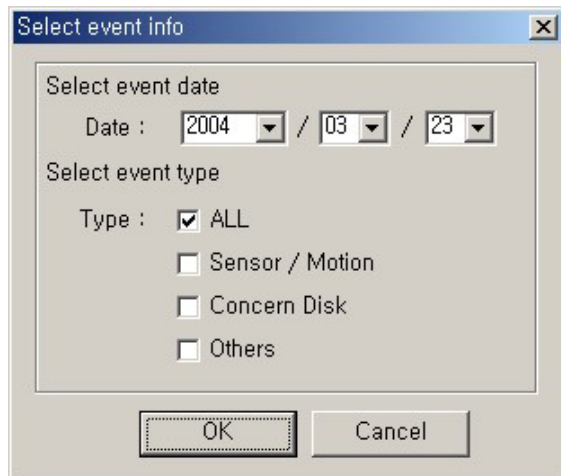 Select event info
Select event date
Date : 2004 / 03 / 23
Select event type
Type : ALL
Sensor / Motion
Concern Disk
Others
OK Cancel